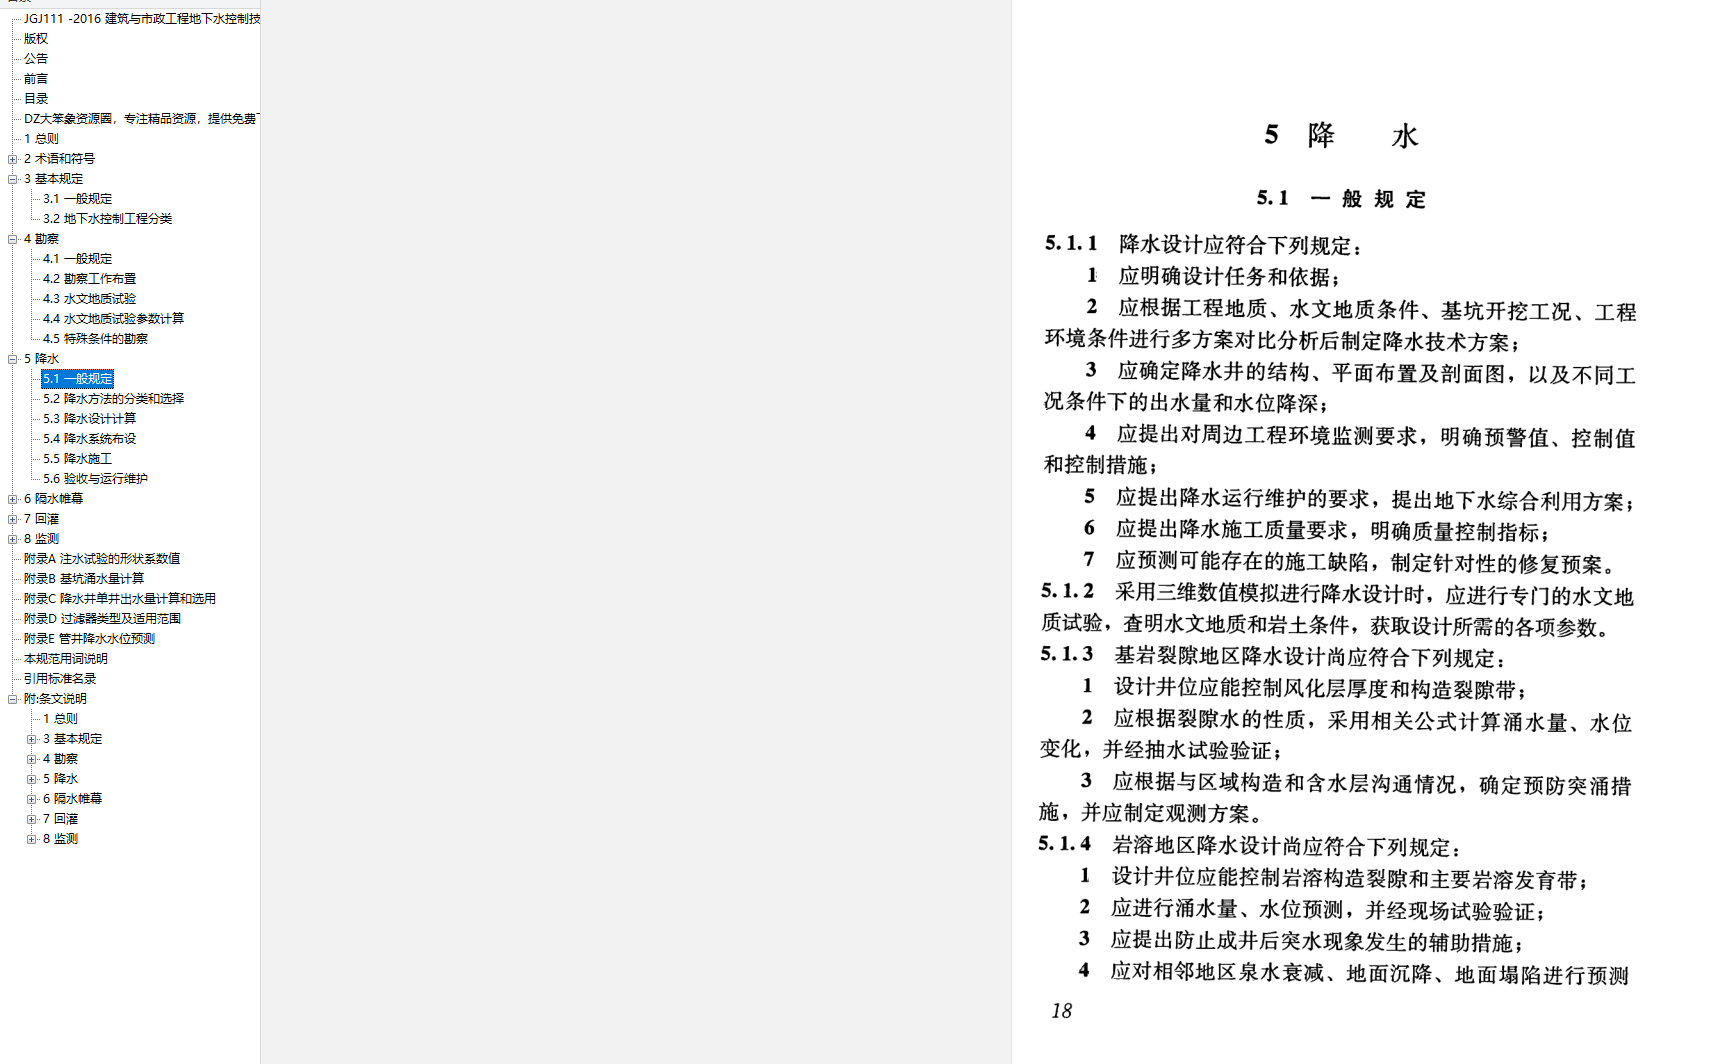 JGJ111 -2016 建筑与市政工程地下水控制技
版权
公告
前言
目录
DZ大笨象资源圈，专注精品资源，提供免费下
1 总则
2 术语和符号
3 基本规定
3.1 一般规定
3.2 地下水控制工程分类
4 勘察
4.1 一般规定
4.2 勘察工作布置
4.3 水文地质试验
4.4 水文地质试验参数计算
4.5 特殊条件的勘察
5 降水
5.1 一般规定
5.2 降水方法的分类和选择
5.3 降水设计计算
5.4 降水系统布设
5.5 降水施工
5.6 验收与运行维护
6 隔水帷幕
7 回灌
8 监测
附录A 注水试验的形状系数值
附录B 基坑涌水量计算
附录C 降水井单井出水量计算和选用
附录D 过滤器类型及适用范围
附录E 管井降水水位预测
本规范用词说明
引用标准名录
附:条文说明
1 总则
3 基本规定
4 勘察
5 降水
6 隔水帷幕
7 回灌
8 监测
5 降 水
5.1 一 般 规 定
5.1.1 降水设计应符合下列规定：
1 应明确设计任务和依据；
2 应根据工程地质、水文地质条件、基坑开挖工况、工程
环境条件进行多方案对比分析后制定降水技术方案；
3 应确定降水井的结构、平面布置及剖面图，以及不同工
况条件下的出水量和水位降深；
4 应提出对周边工程环境监测要求，明确预警值、控制值
和控制措施；
5 应提出降水运行维护的要求，提出地下水综合利用方案；
6 应提出降水施工质量要求，明确质量控制指标；
7 应预测可能存在的施工缺陷，制定针对性的修复预案。
5.1.2 采用三维数值模拟进行降水设计时，应进行专门的水文地
质试验，查明水文地质和岩土条件，获取设计所需的各项参数。
5.1.3 基岩裂隙地区降水设计尚应符合下列规定：
1 设计井位应能控制风化层厚度和构造裂隙带；
2 应根据裂隙水的性质，采用相关公式计算涌水量、水位
变化，并经抽水试验验证；
3 应根据与区域构造和含水层沟通情况，确定预防突涌措
施，并应制定观测方案。
5.1.4 岩溶地区降水设计尚应符合下列规定：
1 设计井位应能控制岩溶构造裂隙和主要岩溶发育带；
2 应进行涌水量、水位预测，并经现场试验验证；
3 应提出防止成井后突水现象发生的辅助措施；
4 应对相邻地区泉水衰减、地面沉降、地面塌陷进行预测
18